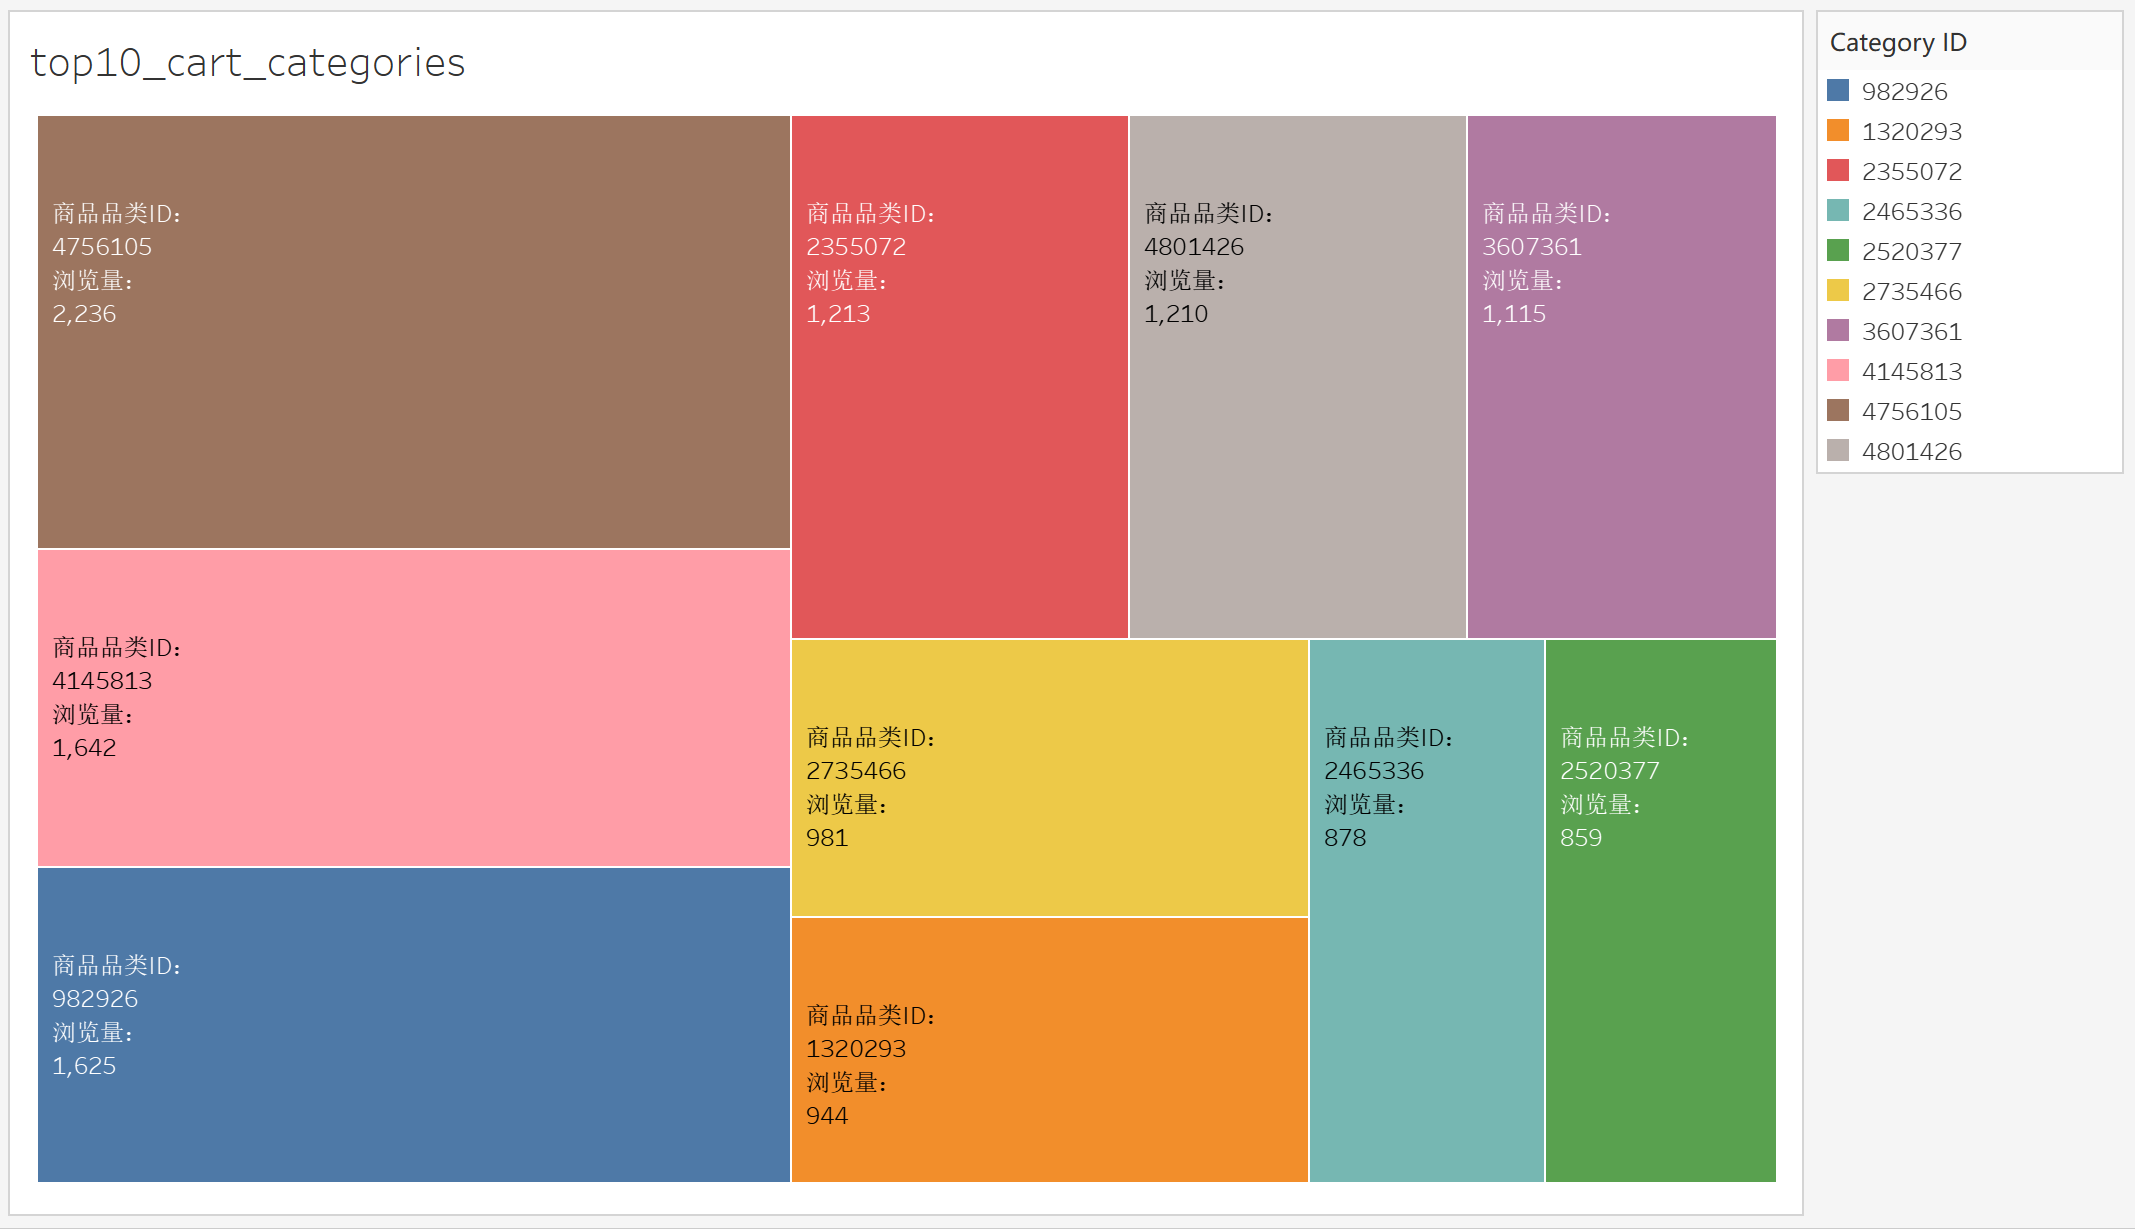 top10_cart_categories
商品品类ID：
4756105
浏览量：
2,236
商品品类ID：
4145813
浏览量：
1,642
商品品类ID：
982926
浏览量：
1,625
商品品类ID：
2355072
浏览量：
1,213
商品品类ID：
4801426
浏览量：
1,210
商品品类ID：
3607361
浏览量：
1,115
商品品类ID：
2735466
浏览量：
981
商品品类ID：
1320293
浏览量：
944
商品品类ID：
2465336
浏览量：
878
商品品类ID：
2520377
浏览量：
859
Category ID
982926
1320293
2355072
2465336
2520377
2735466
3607361
4145813
4756105
4801426